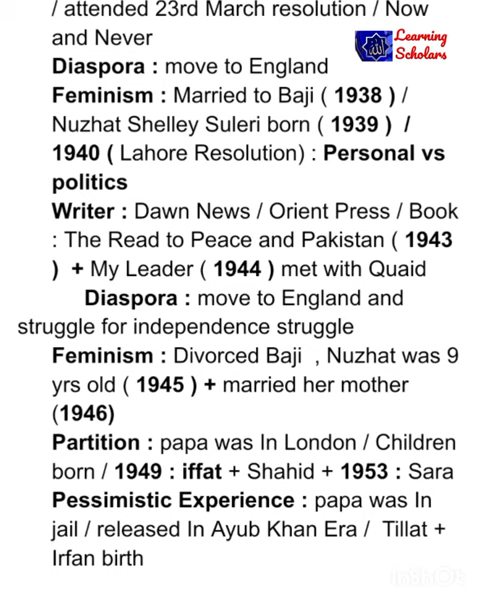 / attended 23rd March resolution / Now
and Never
Learning
Scholars
Diaspora : move to England
Feminism : Married to Baji ( 1938 ) /
Nuzhat Shelley Suleri born ( 1939 )  /
1940 ( Lahore Resolution) : Personal vs
politics
Writer : Dawn News / Orient Press / Book
: The Read to Peace and Pakistan ( 1943
)  + My Leader ( 1944 ) met with Quaid
Diaspora : move to England and
struggle for independence struggle
Feminism : Divorced Baji  , Nuzhat was 9
yrs old ( 1945 ) + married her mother
(1946)
Partition : papa was In London / Children
born / 1949 : iffat + Shahid + 1953 : Sara
Pessimistic Experience : papa was In
jail / released In Ayub Khan Era /  Tillat +
Irfan birth
InShOt